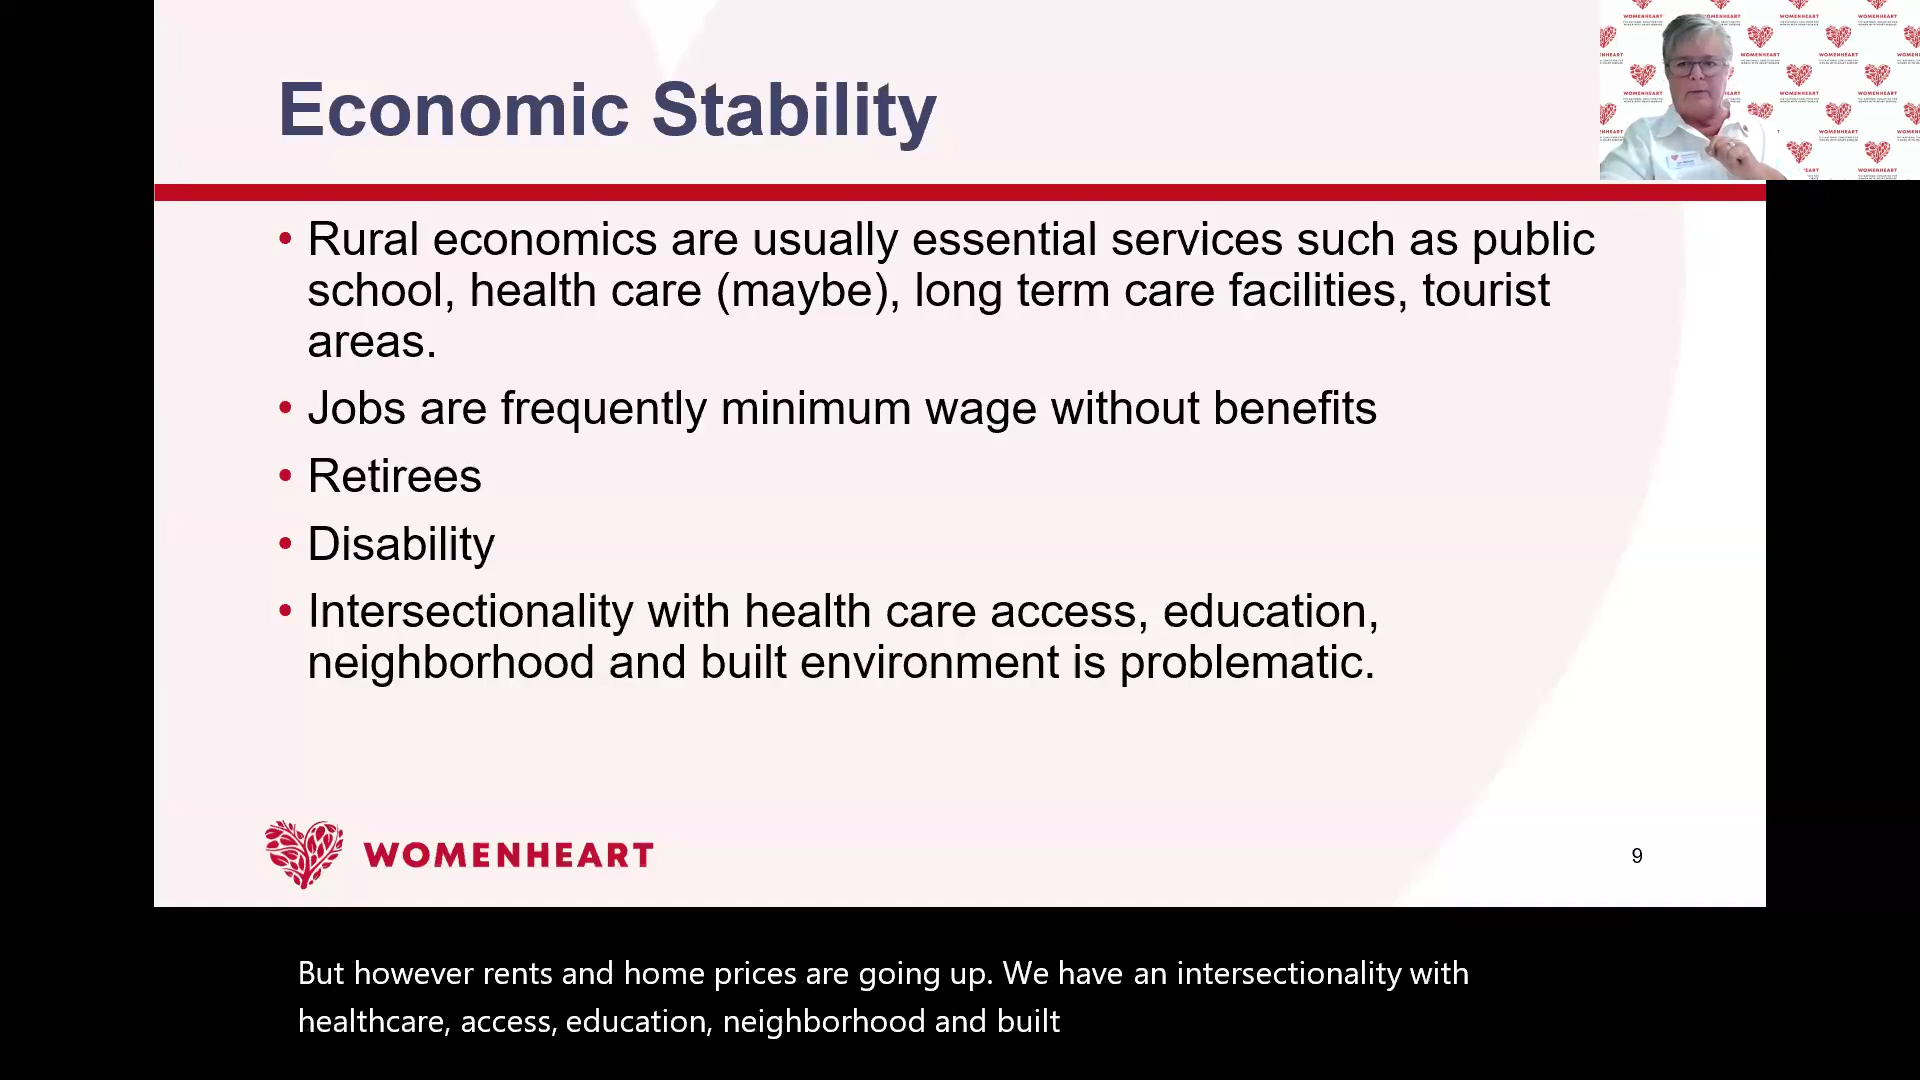 Economic Stability
• Rural economics are usually essential services such as public
school, health care (maybe), long term care facilities, tourist
areas.
• Jobs are frequently minimum wage without benefits
• Retirees
• Disability
• Intersectionality with health care access, education,
neighborhood and built environment is problematic.
WOMENHEART
9
But however rents and home prices are going up. We have an intersectionality with
healthcare, access, education, neighborhood and built
WOMENHEART